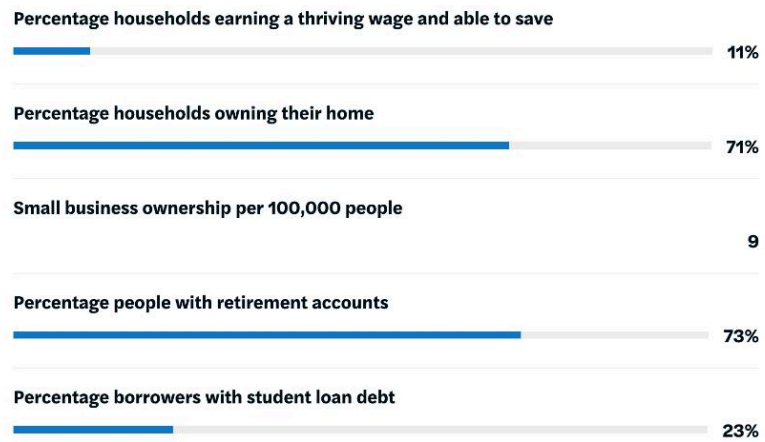 Percentage households earning a thriving wage and able to save
11%
Percentage households owning their home
71%
Small business ownership per 100,000 people
9
Percentage people with retirement accounts
73%
Percentage borrowers with student loan debt
23%